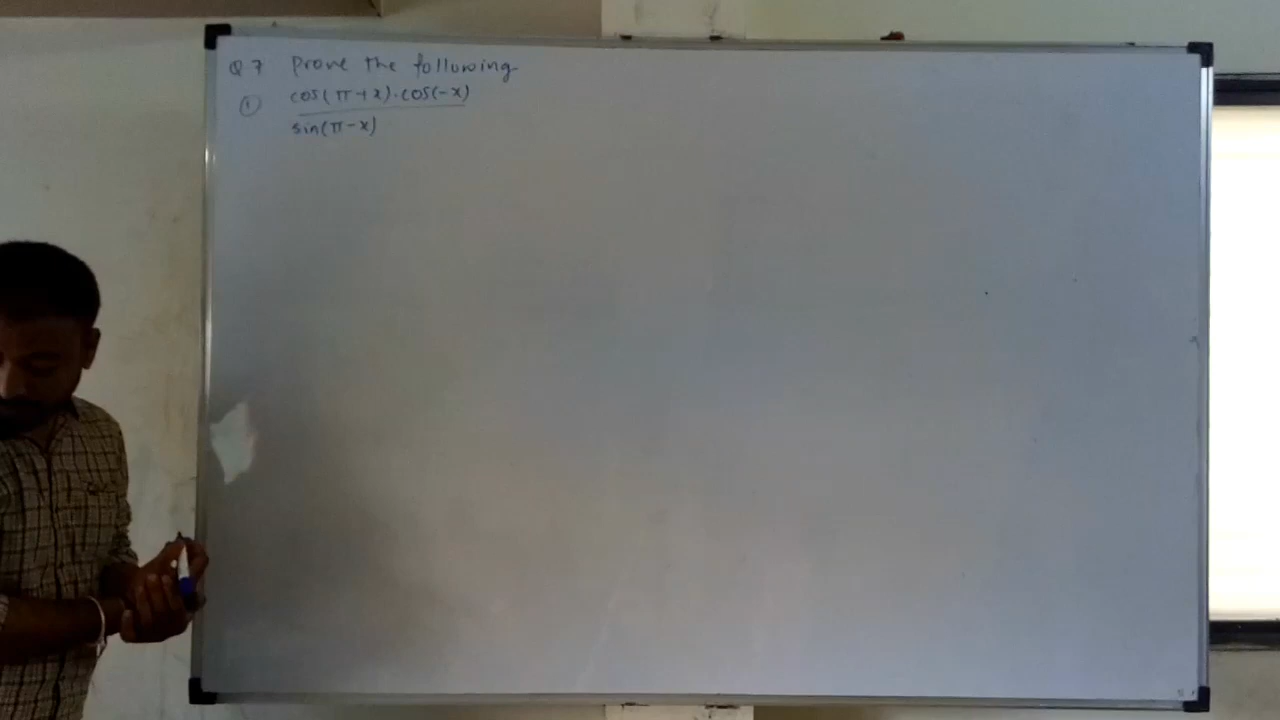 Q 7 Prove the following
① cos(π+x).cos(-x)
sin(π-x)